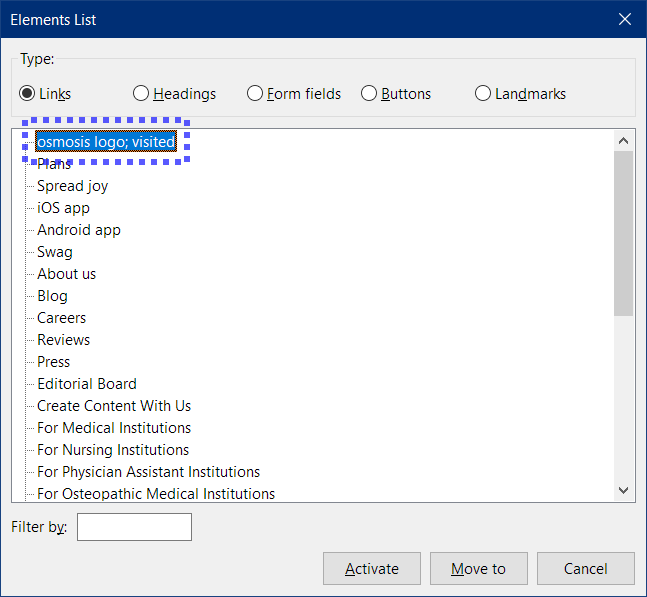 Elements List
Type:
Links Headings Form fields Buttons Landmarks
osmosis logo; visited
Plans
Spread joy
iOS app
Android app
Swag
About us
Blog
Careers
Reviews
Press
Editorial Board
Create Content With Us
For Medical Institutions
For Nursing Institutions
For Physician Assistant Institutions
For Osteopathic Medical Institutions
Filter by:
Activate Move to Cancel